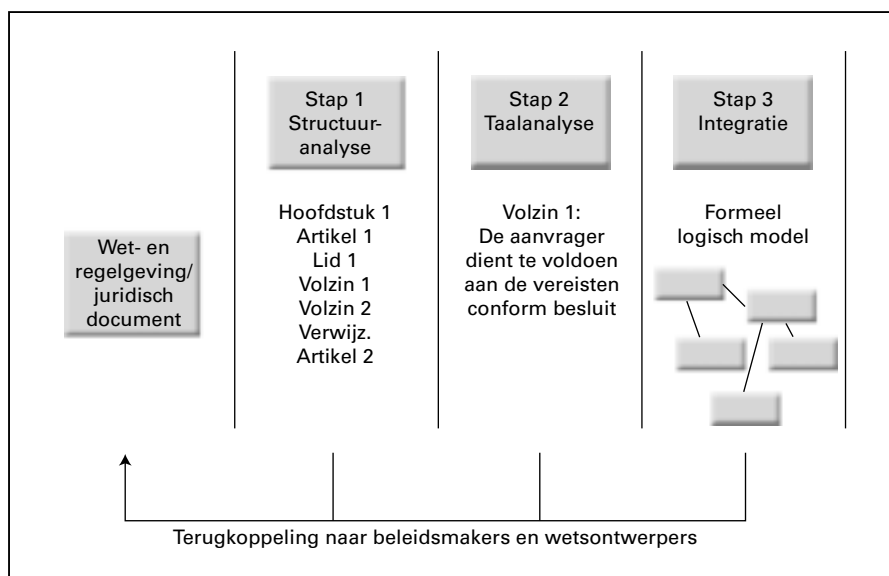 Wet- en
regelgeving/
juridisch
document
Stap 1
Structuur-
analyse
Hoofdstuk 1
Artikel 1
Lid 1
Volzin 1
Volzin 2
Verwijz.
Artikel 2
Stap 2
Taalanalyse
Volzin 1:
De aanvrager
dient te voldoen
aan de vereisten
conform besluit
Stap 3
Integratie
Formeel
logisch model
Terugkoppeling naar beleidsmakers en wetsontwerpers